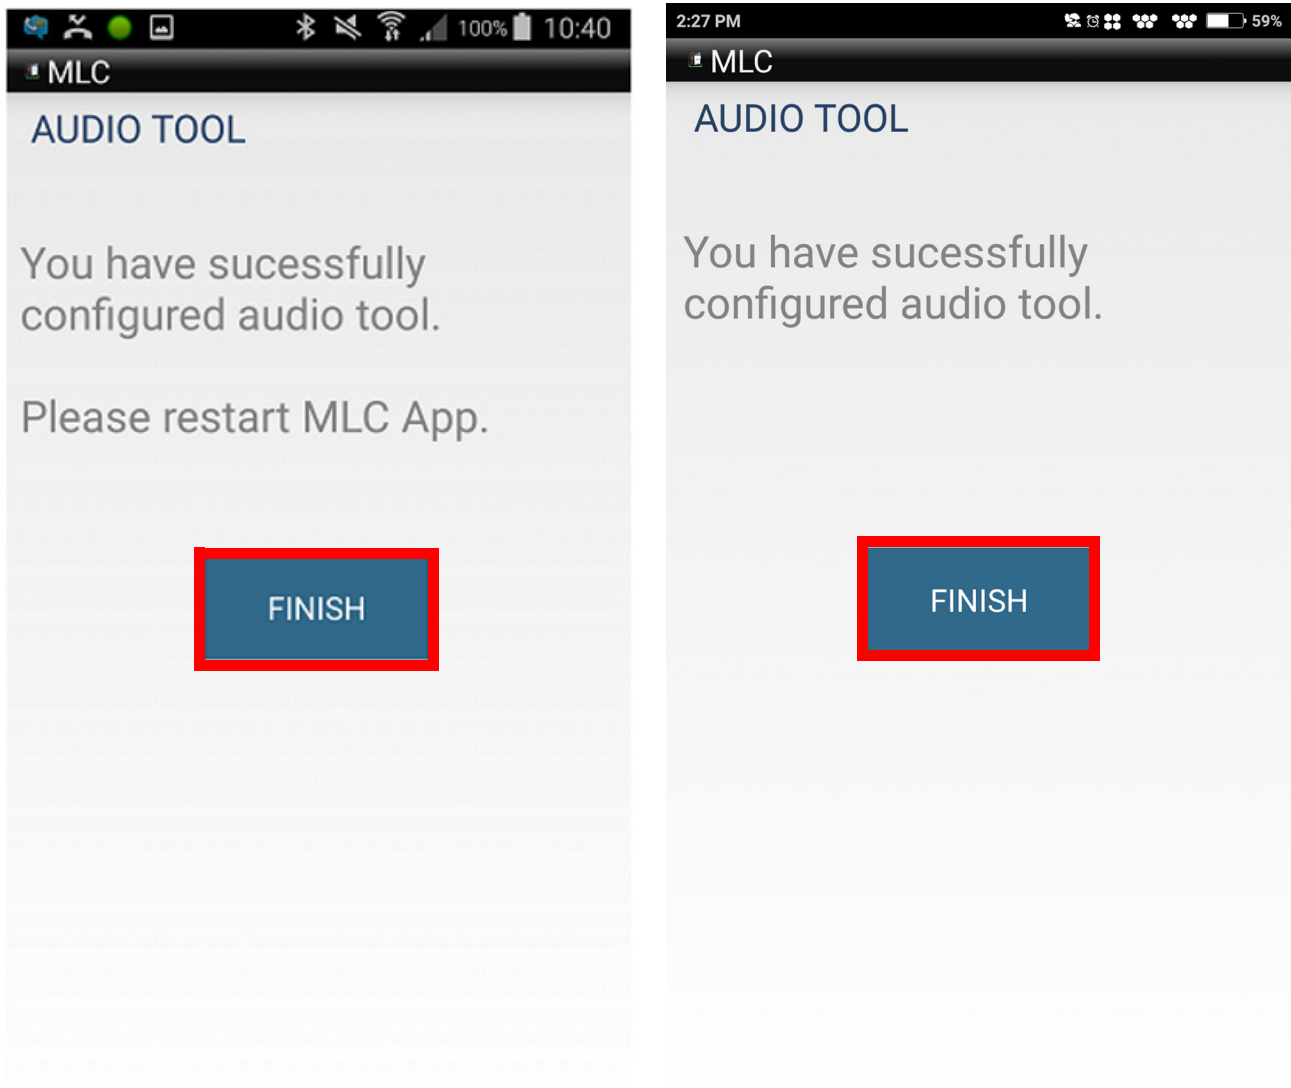 100% 10:40
MLC
AUDIO TOOL
You have sucessfully
configured audio tool.
Please restart MLC App.
FINISH
2:27 PM 59%
MLC
AUDIO TOOL
You have sucessfully
configured audio tool.
FINISH